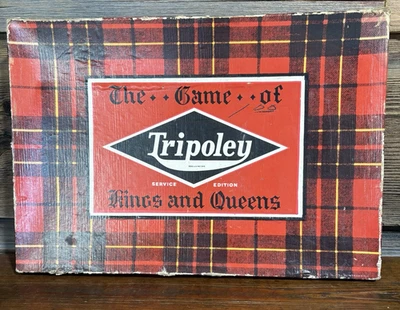 The·· Game ··of
Tripoley
SERVICE EDITION
Kings and Queens